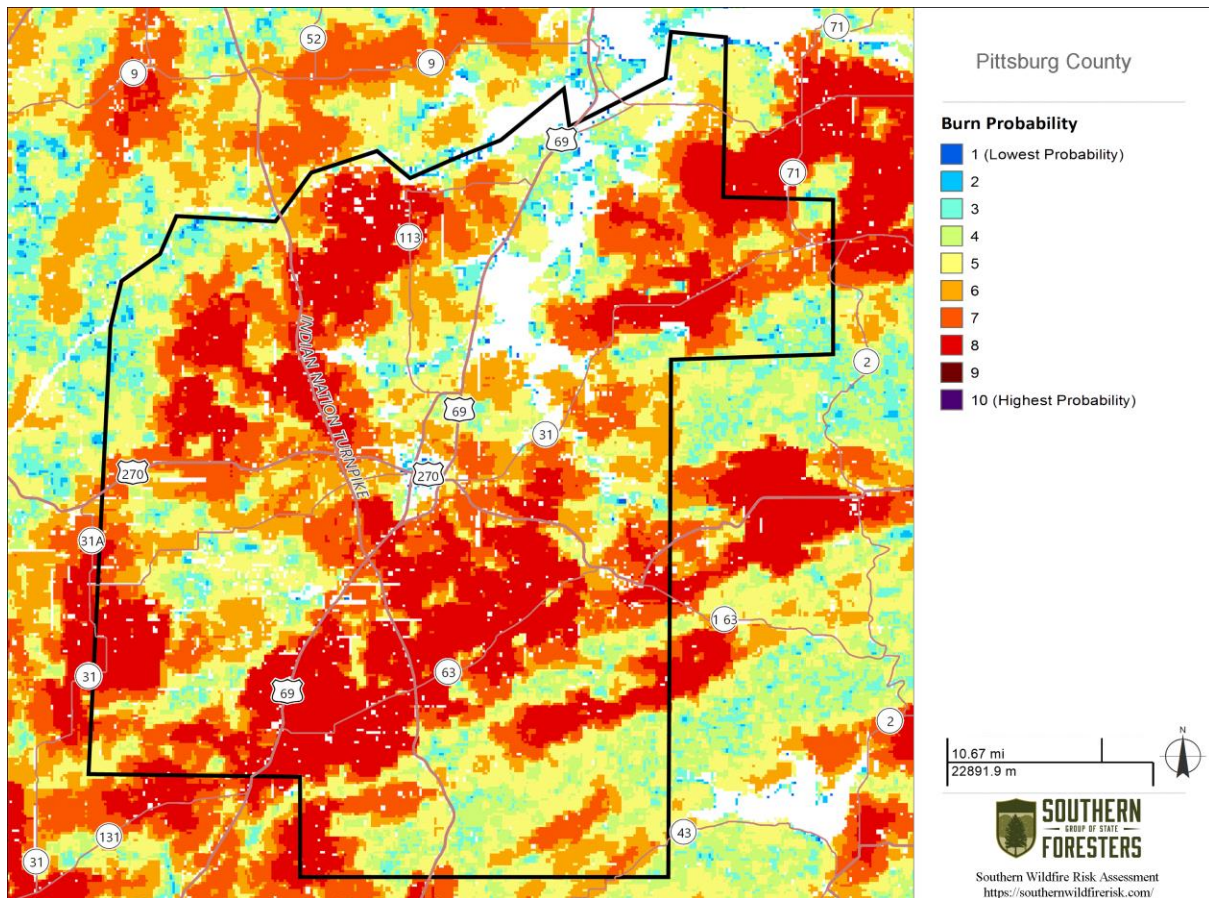 71
52
9
9
69
71
113
INDIAN NATION TURNPIKE
2
69
31
270
270
31A
1 63
63
31
69
2
131
43
31
Pittsburg County
Burn Probability
1 (Lowest Probability)
2
3
4
5
6
7
8
9
10 (Highest Probability)
N
10.67 mi
22891.9 m
SOUTHERN
GROUP OF STATE
FORESTERS
Southern Wildfire Risk Assessment
https://southernwildfirerisk.com/